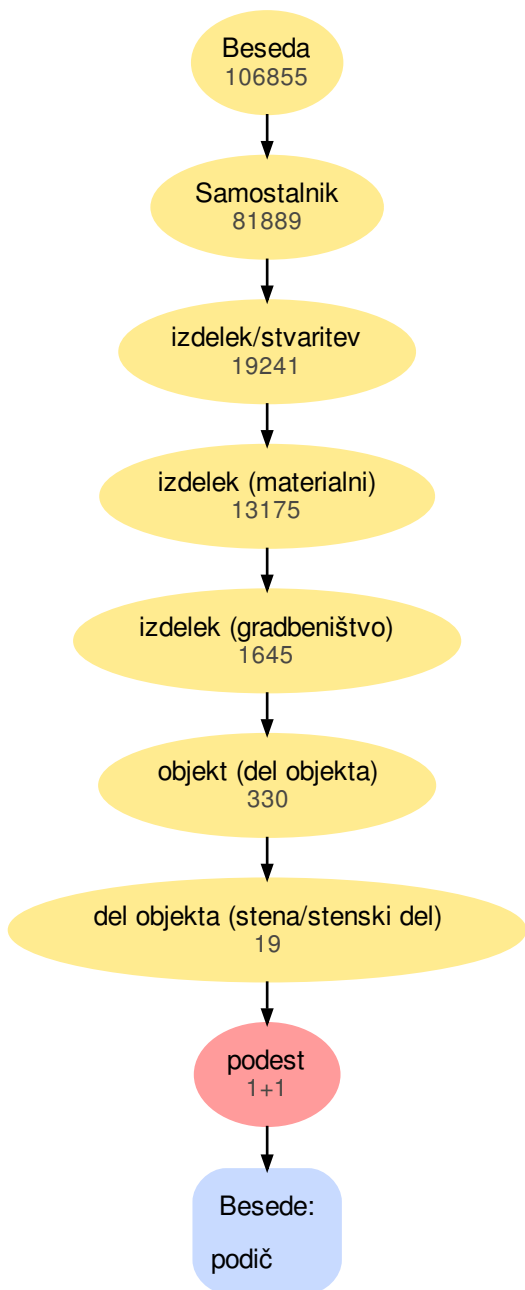 Beseda
106855
Samostalnik
81889
izdelek/stvaritev
19241
izdelek (materialni)
13175
izdelek (gradbeništvo)
1645
objekt (del objekta)
330
del objekta (stena/stenski del)
19
podest
1+1
Besede:
podič